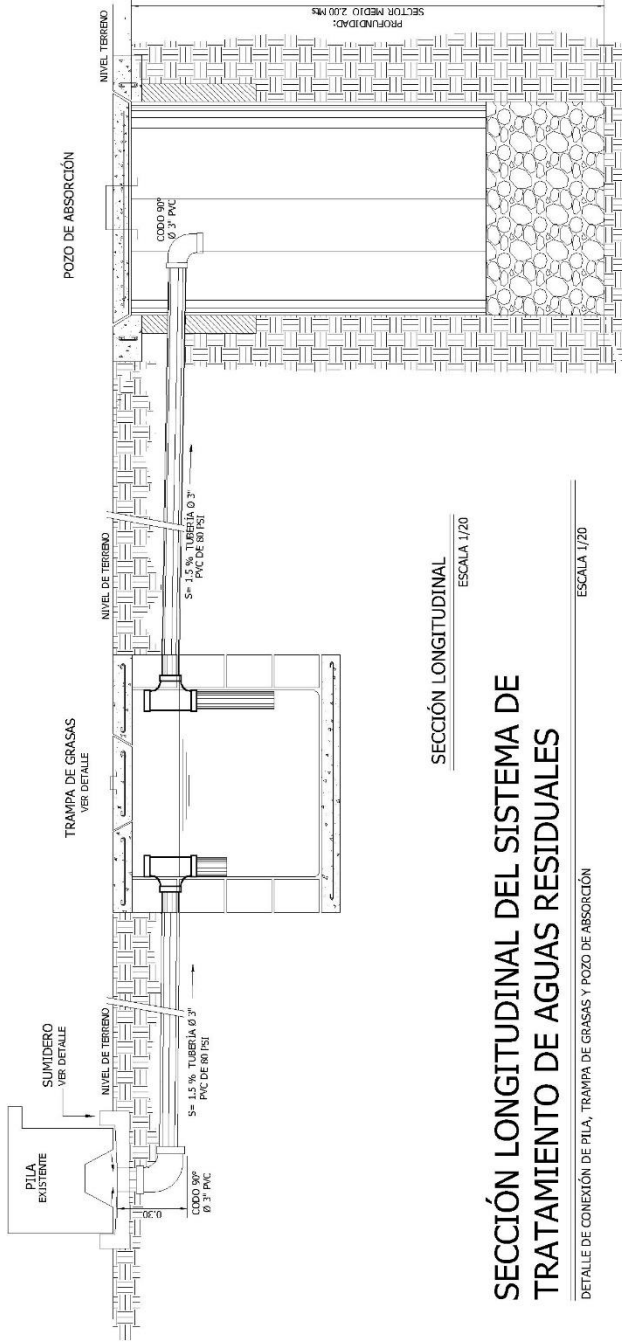 PILA
EXISTENTE
SUMIDERO
VER DETALLE
NIVEL DE TERRENO
0.30
CODO 90º
Ø 3" PVC
S= 1.5 % TUBERÍA Ø 3"
PVC DE 80 PSI
TRAMPA DE GRASAS
VER DETALLE
NIVEL DE TERRENO
S= 1.5 % TUBERÍA Ø 3"
PVC DE 80 PSI
POZO DE ABSORCIÓN
CODO 90º
Ø 3" PVC
NIVEL TERRENO
PROFUNDIDAD:
SECTOR MEDIO 2.00 Mts
SECCIÓN LONGITUDINAL
ESCALA 1/20
SECCIÓN LONGITUDINAL DEL SISTEMA DE
TRATAMIENTO DE AGUAS RESIDUALES
DETALLE DE CONEXIÓN DE PILA, TRAMPA DE GRASAS Y POZO DE ABSORCIÓN
ESCALA 1/20